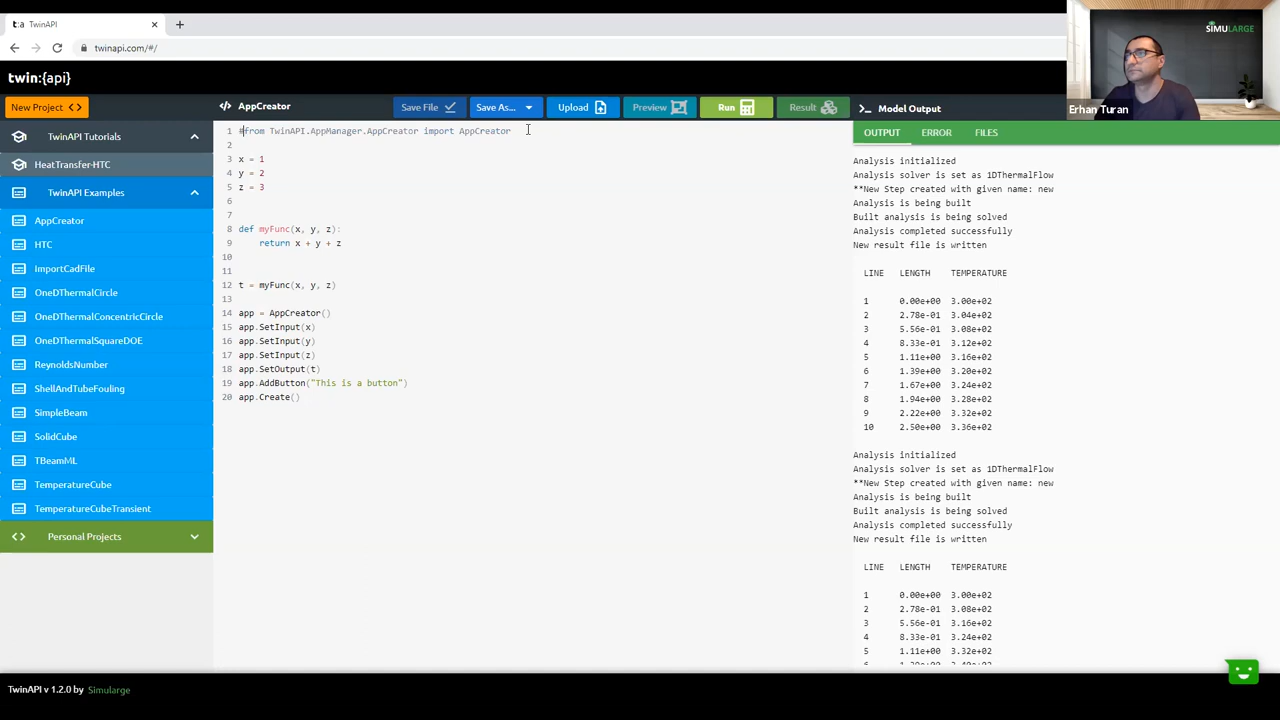 t:a TwinAPI
twinapi.com/#/
SIMULARGE
Erhan Turan
twin:{api}
New Project <>
</> AppCreator
Save File
Save As...
Upload
Preview
Run
Result
>_ Model Output
OUTPUT ERROR FILES
TwinAPI Tutorials
HeatTransfer-HTC
TwinAPI Examples
AppCreator
HTC
ImportCadFile
OneDThermalCircle
OneDThermalConcentricCircle
OneDThermalSquareDOE
ReynoldsNumber
ShellAndTubeFouling
SimpleBeam
SolidCube
TBeamML
TemperatureCube
TemperatureCubeTransient
<> Personal Projects
1 #from TwinAPI.AppManager.AppCreator import AppCreator
2
3 x = 1
4 y = 2
5 z = 3
6
7
8 def myFunc(x, y, z):
9 return x + y + z
10
11
12 t = myFunc(x, y, z)
13
14 app = AppCreator()
15 app.SetInput(x)
16 app.SetInput(y)
17 app.SetInput(z)
18 app.SetOutput(t)
19 app.AddButton("This is a button")
20 app.Create()
Analysis initialized
Analysis solver is set as 1DThermalFlow
**New Step created with given name: new
Analysis is being built
Built analysis is being solved
Analysis completed successfully
New result file is written
LINE LENGTH TEMPERATURE
1 0.00e+00 3.00e+02
2 2.78e-01 3.04e+02
3 5.56e-01 3.08e+02
4 8.33e-01 3.12e+02
5 1.11e+00 3.16e+02
6 1.39e+00 3.20e+02
7 1.67e+00 3.24e+02
8 1.94e+00 3.28e+02
9 2.22e+00 3.32e+02
10 2.50e+00 3.36e+02
Analysis initialized
Analysis solver is set as 1DThermalFlow
**New Step created with given name: new
Analysis is being built
Built analysis is being solved
Analysis completed successfully
New result file is written
LINE LENGTH TEMPERATURE
1 0.00e+00 3.00e+02
2 2.78e-01 3.08e+02
3 5.56e-01 3.16e+02
4 8.33e-01 3.24e+02
5 1.11e+00 3.32e+02
TwinAPI v 1.2.0 by Simularge